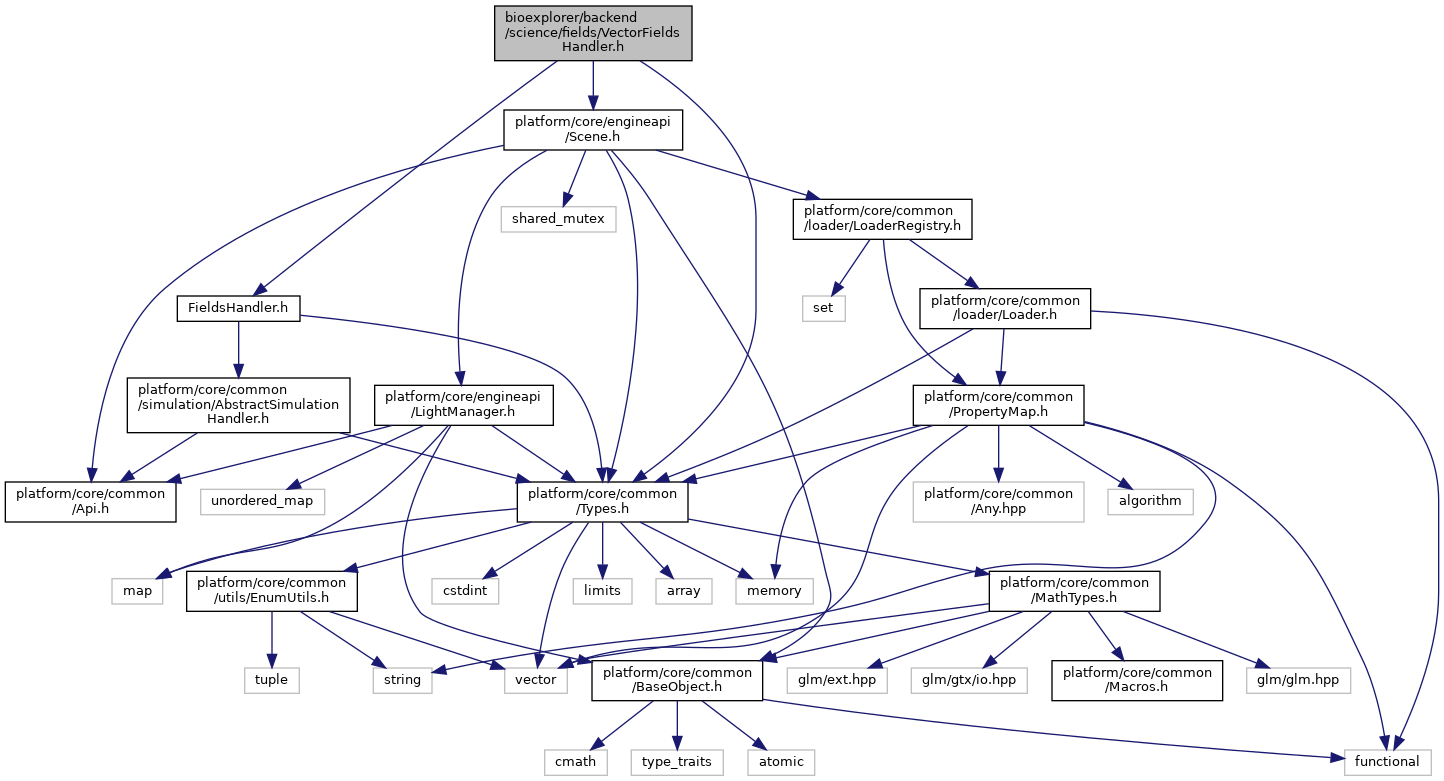 bioexplorer/backend
/science/fields/VectorFields
Handler.h
platform/core/engineapi
/Scene.h
shared_mutex
platform/core/common
/loader/LoaderRegistry.h
FieldsHandler.h
set
platform/core/common
/loader/Loader.h
platform/core/common
/simulation/AbstractSimulation
Handler.h
platform/core/engineapi
/LightManager.h
platform/core/common
/PropertyMap.h
platform/core/common
/Api.h
unordered_map
platform/core/common
/Types.h
platform/core/common
/Any.hpp
algorithm
map
platform/core/common
/utils/EnumUtils.h
cstdint
limits
array
memory
platform/core/common
/MathTypes.h
tuple
string
vector
platform/core/common
/BaseObject.h
glm/ext.hpp
glm/gtx/io.hpp
platform/core/common
/Macros.h
glm/glm.hpp
cmath
type_traits
atomic
functional